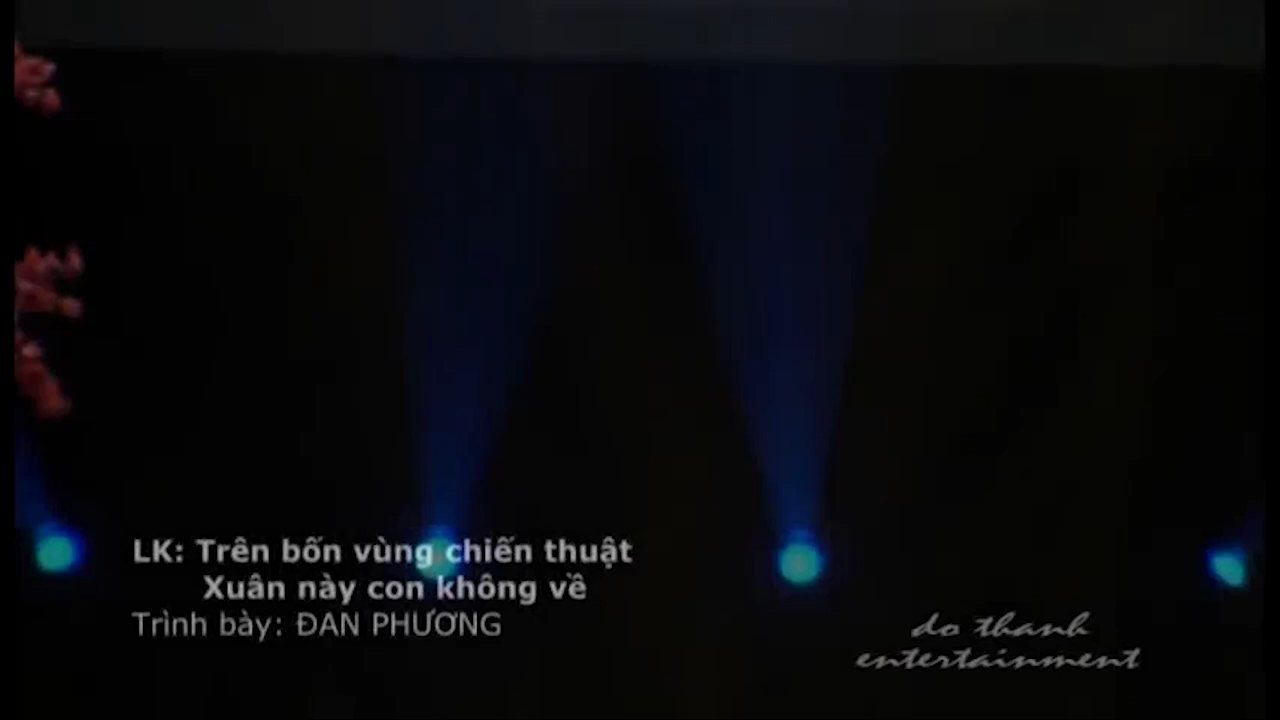 LK: Trên bốn vùng chiến thuật
Xuân này con không về
Trình bày: ĐAN PHƯƠNG
do thanh
entertainment